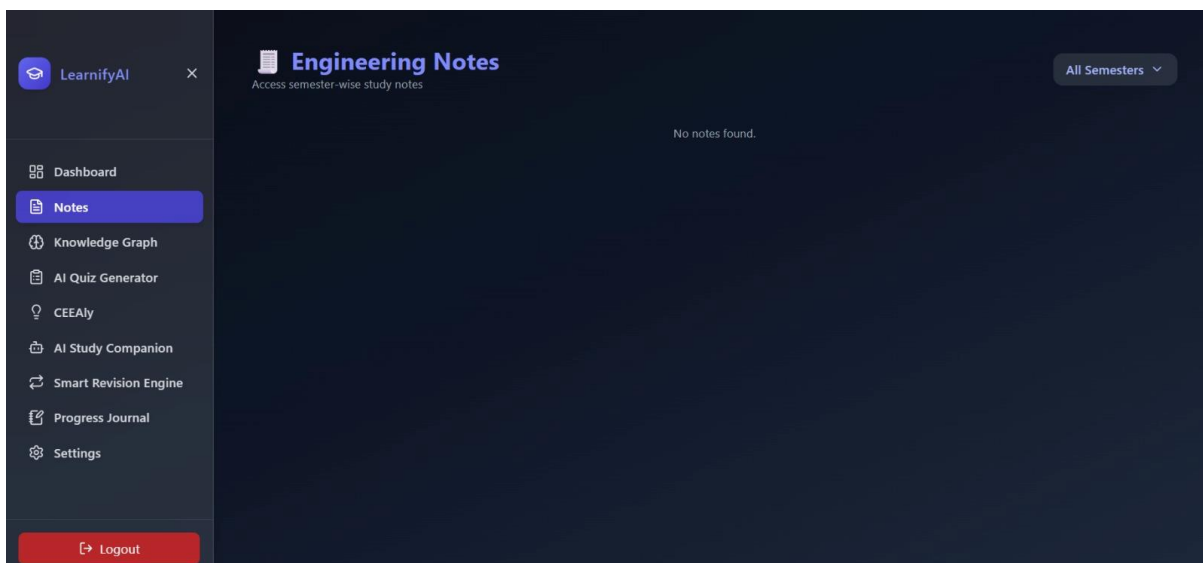 LearnifyAI
Engineering Notes
Access semester-wise study notes
All Semesters
No notes found.
Dashboard
Notes
Knowledge Graph
AI Quiz Generator
CEEAly
AI Study Companion
Smart Revision Engine
Progress Journal
Settings
Logout